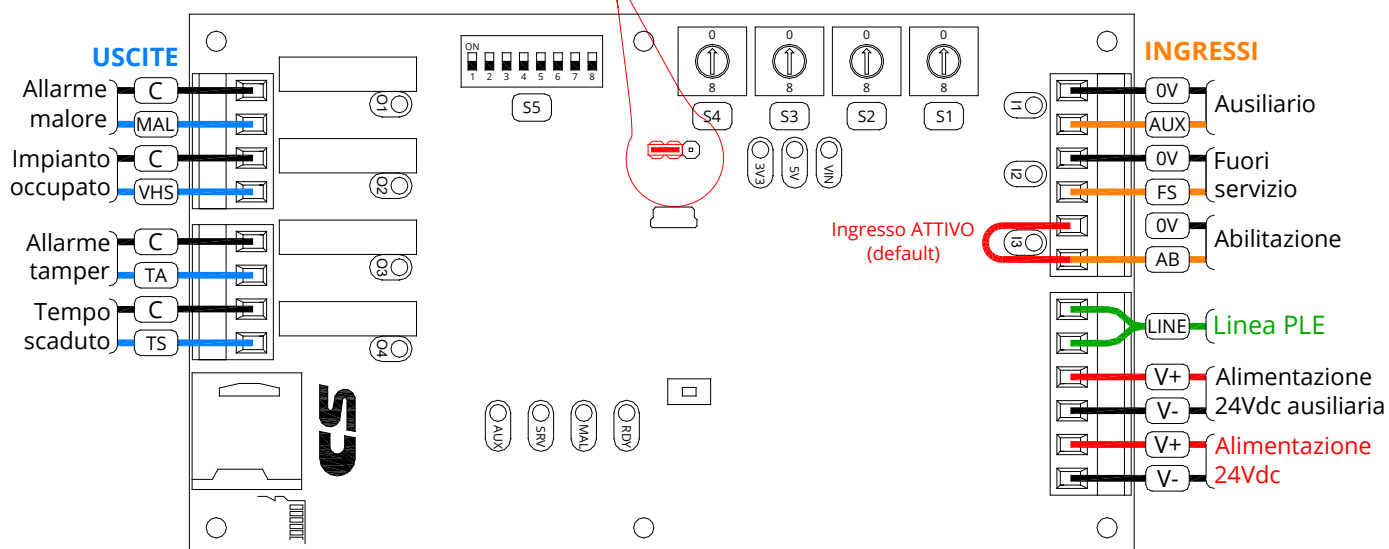 USCITE
Allarme
malore
C
MAL
Impianto
occupato
C
VHS
Allarme
tamper
C
TA
Tempo
scaduto
C
TS
O1
O2
O3
O4
ON
1 2 3 4 5 6 7 8
S5
0
8
S4
0
8
S3
0
8
S2
0
8
S1
3V3
5V
VIN
AUX
SRV
MAL
RDY
I1
I2
I3
Ingresso ATTIVO
(default)
INGRESSI
0V
AUX
Ausiliario
0V
FS
Fuori
servizio
0V
AB
Abilitazione
LINE
Linea PLE
V+
V-
Alimentazione
24Vdc ausiliaria
V+
V-
Alimentazione
24Vdc